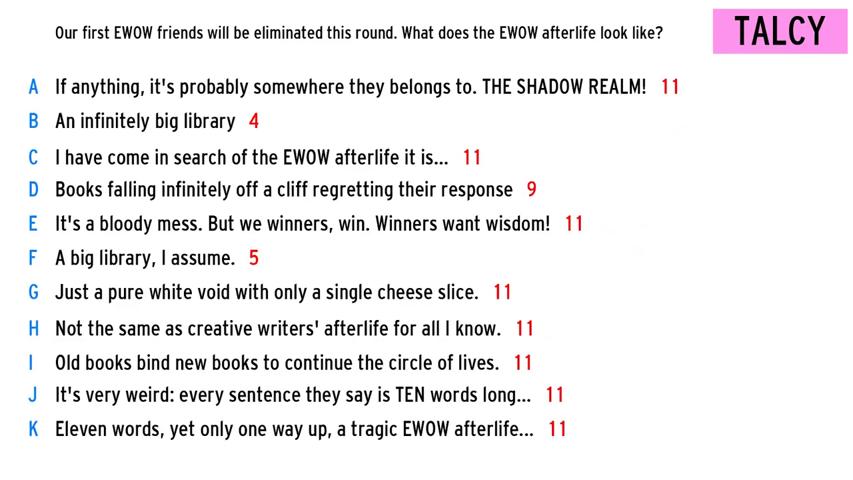 Our first EWOW friends will be eliminated this round. What does the EWOW afterlife look like?
TALCY
A If anything, it's probably somewhere they belongs to. THE SHADOW REALM! 11
B An infinitely big library 4
C I have come in search of the EWOW afterlife it is... 11
D Books falling infinitely off a cliff regretting their response 9
E It's a bloody mess. But we winners, win. Winners want wisdom! 11
F A big library, I assume. 5
G Just a pure white void with only a single cheese slice. 11
H Not the same as creative writers' afterlife for all I know. 11
I Old books bind new books to continue the circle of lives. 11
J It's very weird: every sentence they say is TEN words long... 11
K Eleven words, yet only one way up, a tragic EWOW afterlife... 11